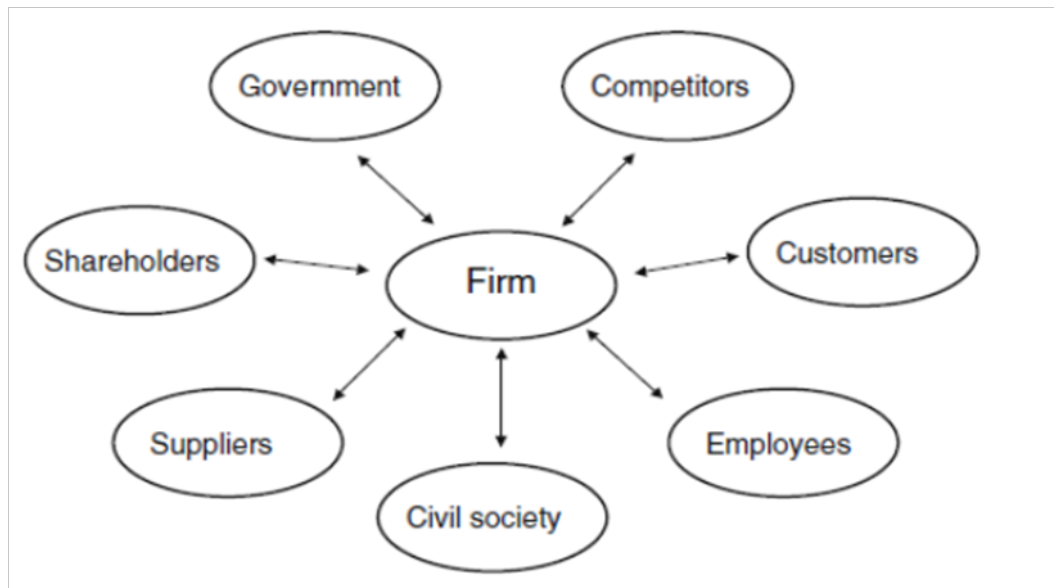 Government
Competitors
Shareholders
Firm
Customers
Suppliers
Employees
Civil society